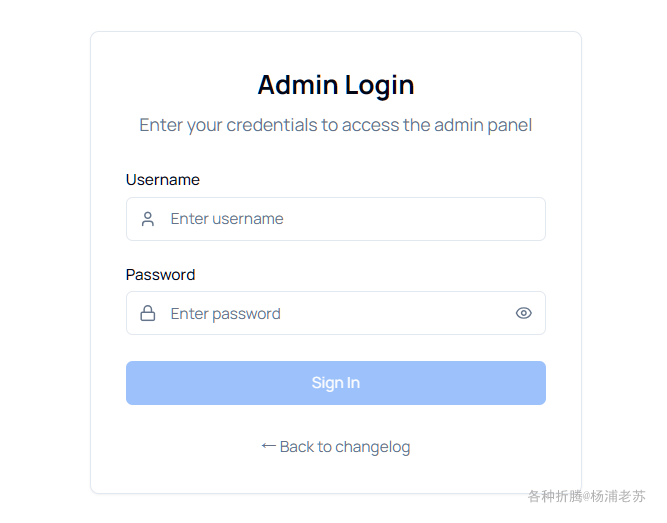 Admin Login
Enter your credentials to access the admin panel
Username
Enter username
Password
Enter password
Sign In
← Back to changelog
各种折腾@杨浦老苏